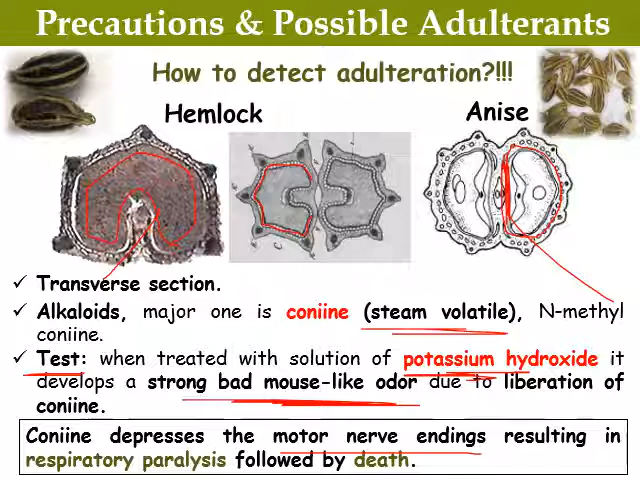 Precautions & Possible Adulterants
How to detect adulteration?!!!
Hemlock
Anise
✓ Transverse section.
✓ Alkaloids, major one is coniine (steam volatile), N-methyl
coniine.
✓ Test: when treated with solution of potassium hydroxide it
develops a strong bad mouse-like odor due to liberation of
coniine.
Coniine depresses the motor nerve endings resulting in
respiratory paralysis followed by death.